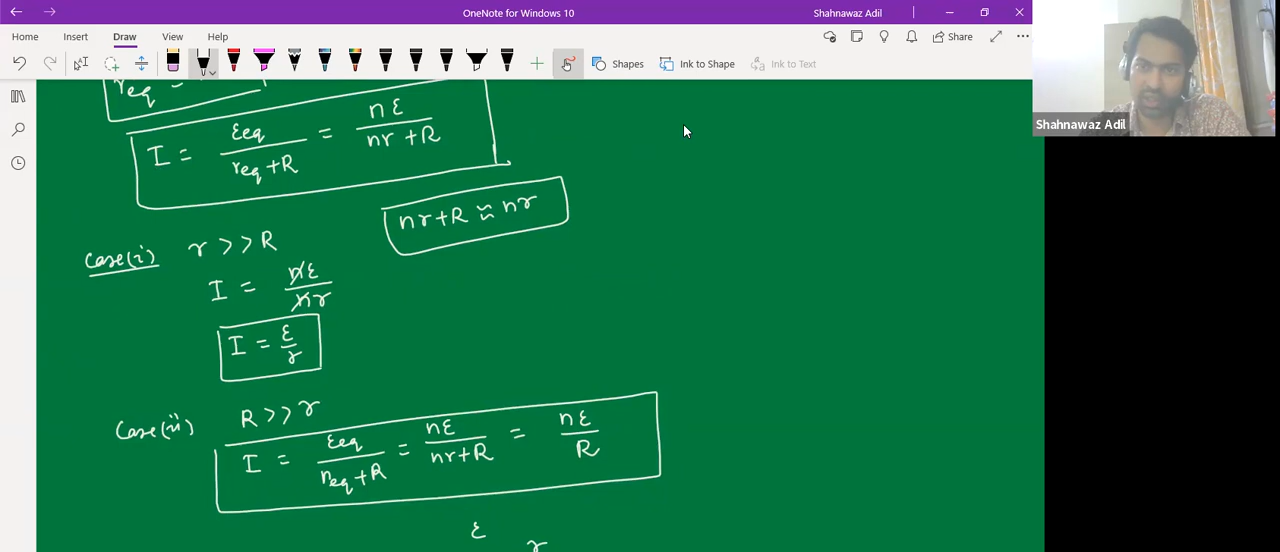 OneNote for Windows 10
Shahnawaz Adil
Home Insert Draw View Help
Share
Shapes
Ink to Shape
Ink to Text
Shahnawaz Adil
req =
I = εeq / req + R = nε / nr + R
nr + R ≈ nr
Case(i) r >> R
I = nε / nr
I = ε / r
Case(ii) R >> r
I = εeq / req + R = nε / nr + R = nε / R
ε
r